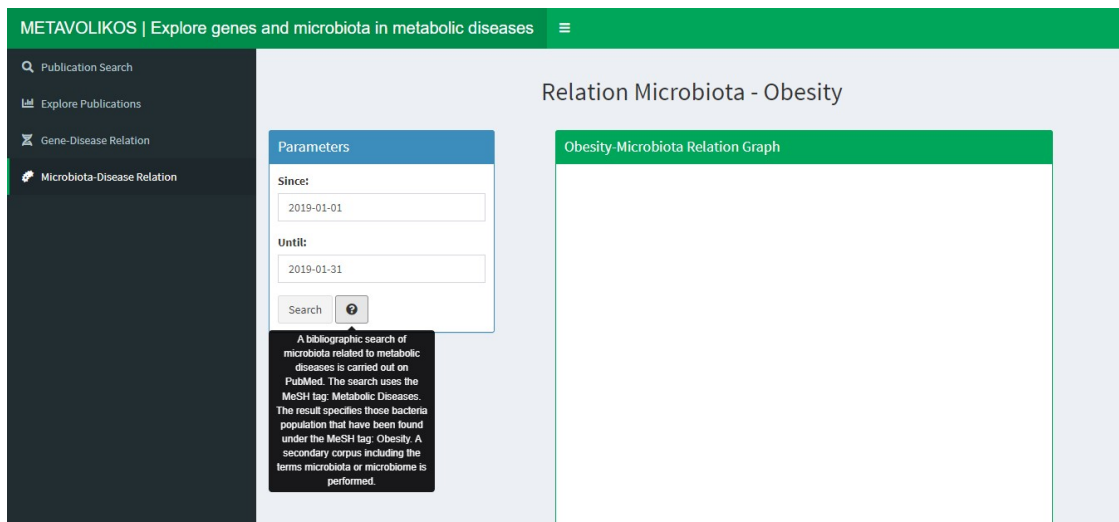 METAVOLIKOS | Explore genes and microbiota in metabolic diseases
Publication Search
Explore Publications
Gene-Disease Relation
Microbiota-Disease Relation
Relation Microbiota - Obesity
Parameters
Since:
2019-01-01
Until:
2019-01-31
Search
A bibliographic search of
microbiota related to metabolic
diseases is carried out on
PubMed. The search uses the
MeSH tag: Metabolic Diseases.
The result specifies those bacteria
population that have been found
under the MeSH tag: Obesity. A
secondary corpus including the
terms microbiota or microbiome is
performed.
Obesity-Microbiota Relation Graph